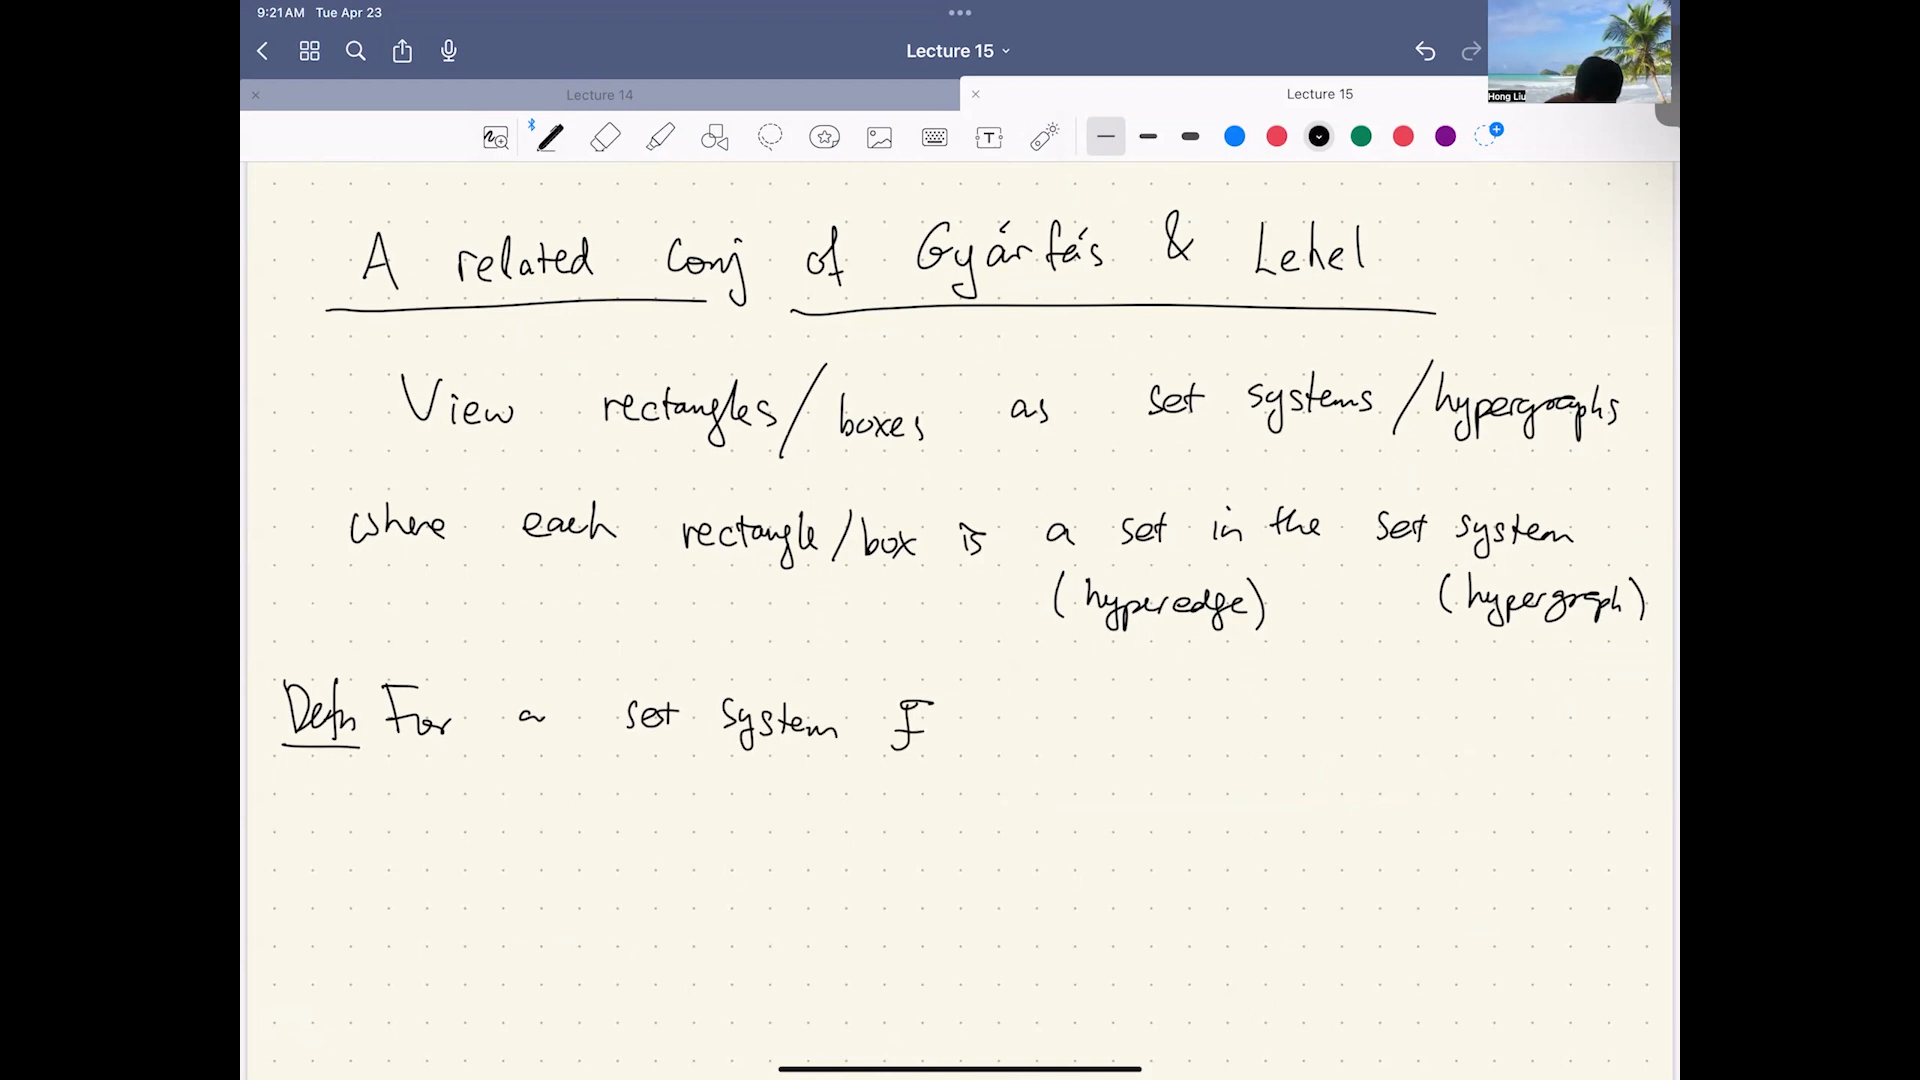 9:21 AM Tue Apr 23
Lecture 15
Lecture 14
Lecture 15
Hong Liu
A related Conj of Gyárfás & Lehel
View rectangles/boxes as set systems/hypergraphs
where each rectangle/box is a set in the set system
(hyperedge) (hypergraph)
Defn For a set system F